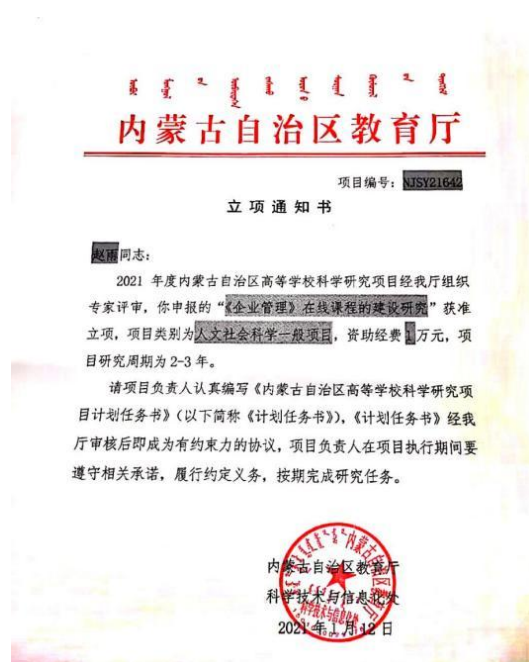 内蒙古自治区教育厅
项目编号：NJSY21642
立项通知书
赵雨同志：
2021 年度内蒙古自治区高等学校科学研究项目经我厅组织
专家评审，你申报的“《企业管理》在线课程的建设研究”获准
立项，项目类别为人文社会科学一般项目，资助经费1万元，项
目研究周期为 2-3 年。
请项目负责人认真编写《内蒙古自治区高等学校科学研究项
目计划任务书》（以下简称《计划任务书》），《计划任务书》经我
厅审核后即成为有约束力的协议，项目负责人在项目执行期间要
遵守相关承诺，履行约定义务，按期完成研究任务。
内蒙古自治区教育厅
科学技术与信息化处
2021 年 1 月 12 日